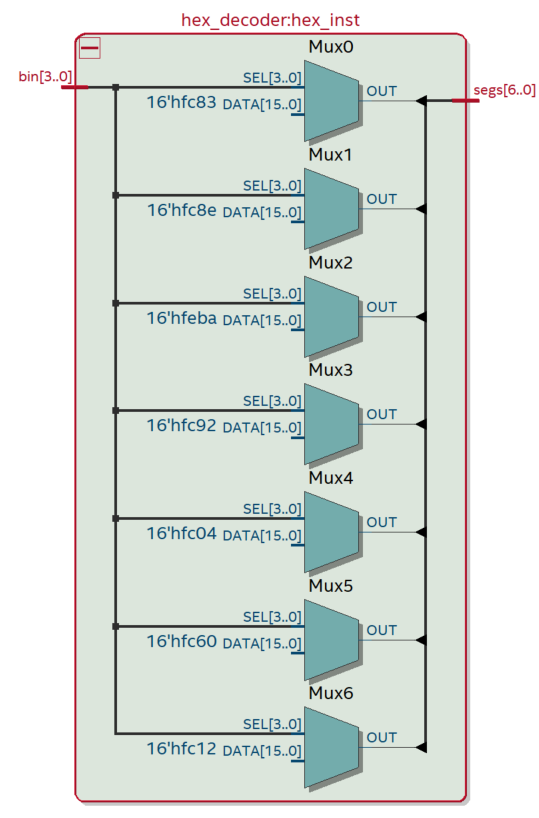 hex_decoder:hex_inst
Mux0
bin[3..0]
SEL[3..0]
OUT
segs[6..0]
16'hfc83 DATA[15..0]
Mux1
SEL[3..0]
OUT
16'hfc8e DATA[15..0]
Mux2
SEL[3..0]
OUT
16'hfeba DATA[15..0]
Mux3
SEL[3..0]
OUT
16'hfc92 DATA[15..0]
Mux4
SEL[3..0]
OUT
16'hfc04 DATA[15..0]
Mux5
SEL[3..0]
OUT
16'hfc60 DATA[15..0]
Mux6
SEL[3..0]
OUT
16'hfc12 DATA[15..0]